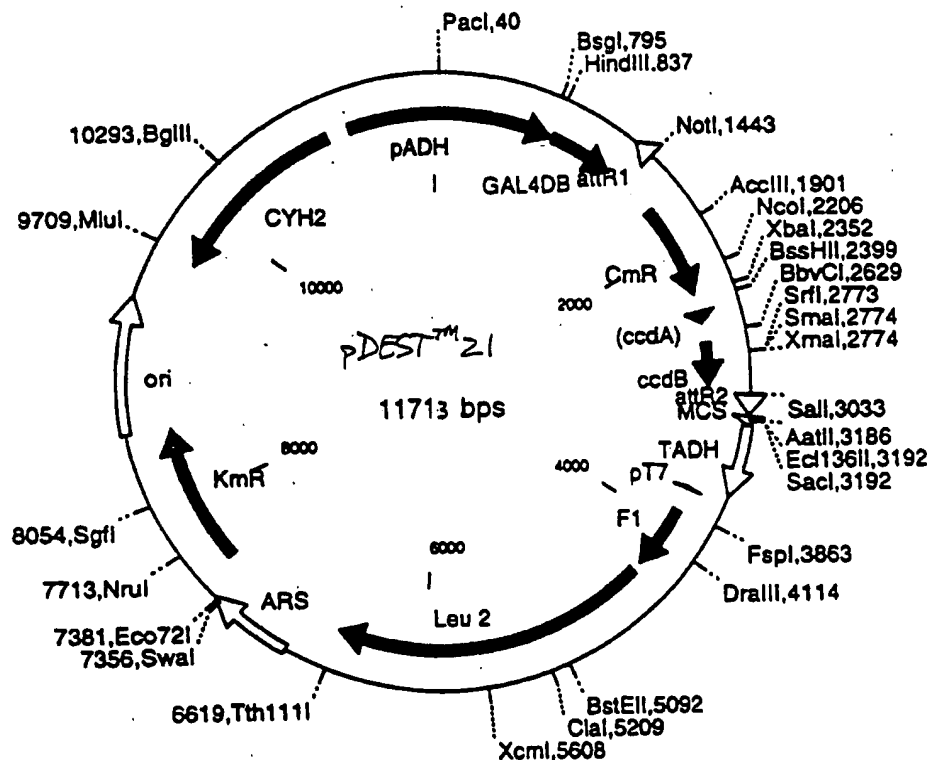 PacI,40
BsgI,795
HindIII.837
NotI,1443
AccIII,1901
NcoI,2206
XbaI,2352
BssHII,2399
BbvCI,2629
SrfI,2773
SmaI,2774
XmaI,2774
SalI,3033
AatII,3186
Ecl136II,3192
SacI,3192
FspI,3863
DraIII,4114
BstEII,5092
ClaI,5209
XcmI,5608
6619,Tth111I
7356,SwaI
7381,Eco72I
7713,NruI
8054,SgfI
9709,MluI
10293,BglII
pADH
GAL4DB
attR1
CmR
(ccdA)
ccdB
attR2
MCS
TADH
pT7
F1
Leu 2
ARS
KmR
ori
CYH2
2000
4000
6000
8000
10000
pDEST™21
11713 bps